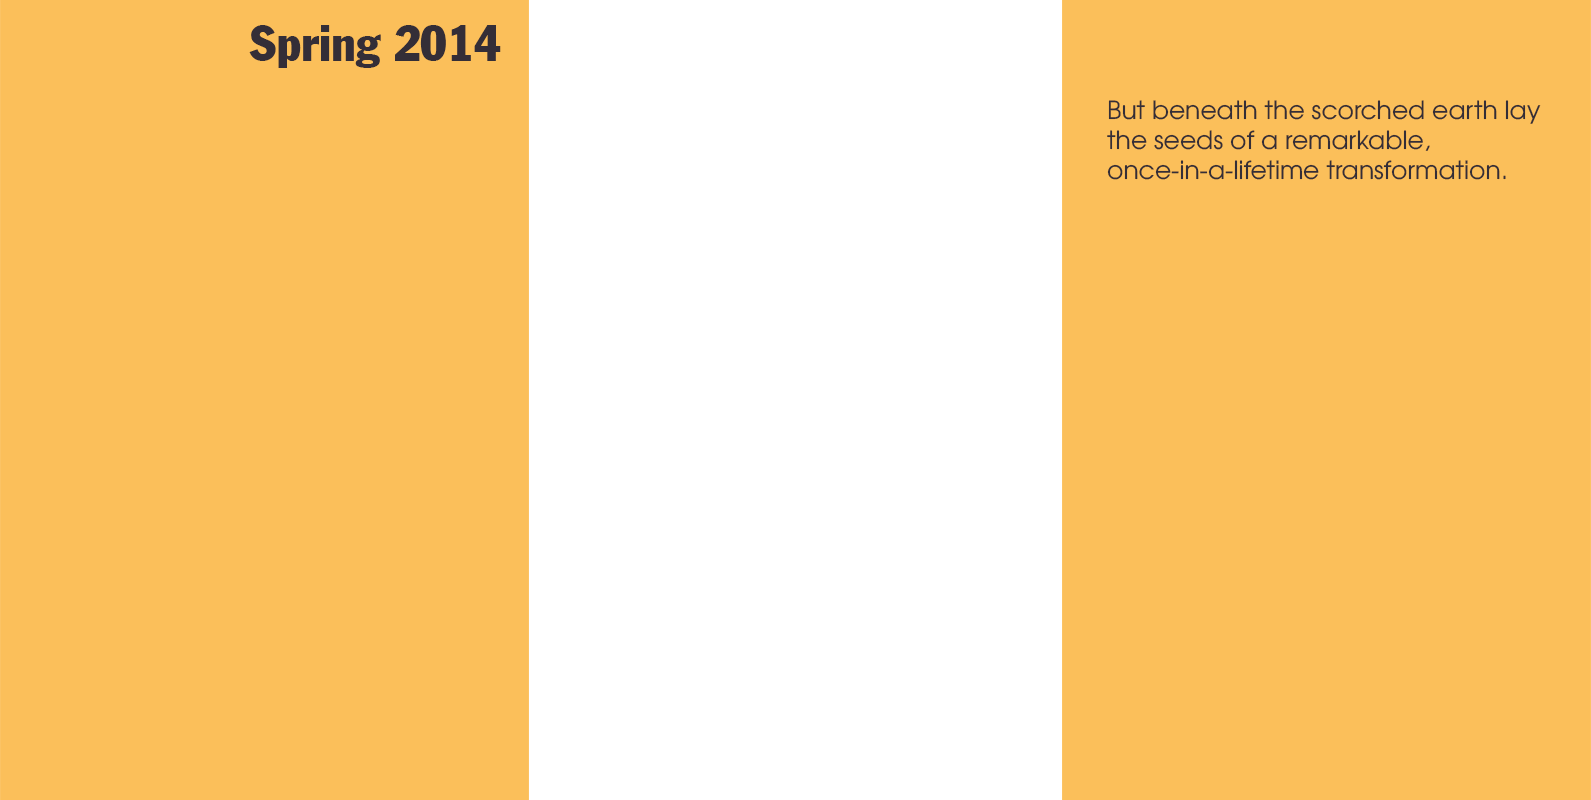 Spring 2014
But beneath the scorched earth lay
the seeds of a remarkable,
once-in-a-lifetime transformation.